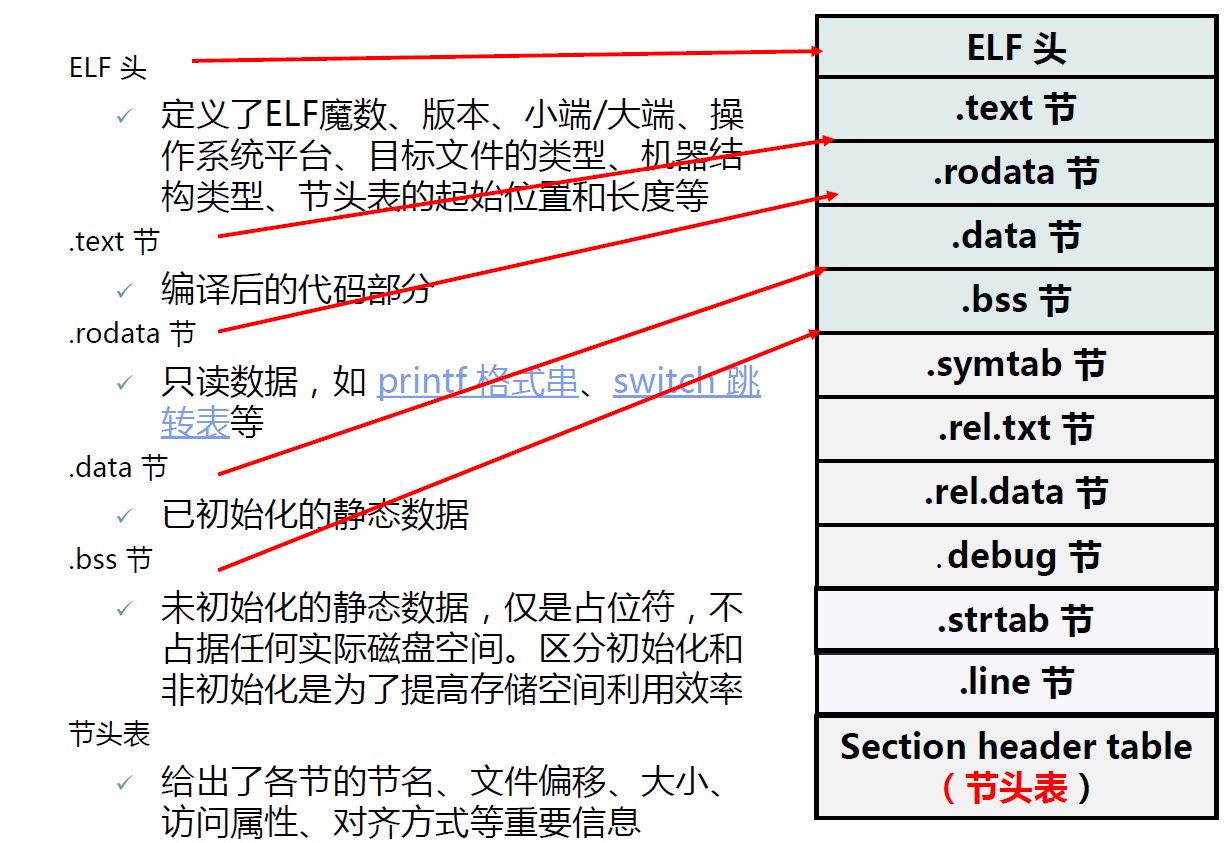 ELF 头
定义了ELF魔数、版本、小端/大端、操
作系统平台、目标文件的类型、机器结
构类型、节头表的起始位置和长度等
.text 节
编译后的代码部分
.rodata 节
只读数据，如 printf 格式串、switch 跳
转表等
.data 节
已初始化的静态数据
.bss 节
未初始化的静态数据，仅是占位符，不
占据任何实际磁盘空间。区分初始化和
非初始化是为了提高存储空间利用效率
节头表
给出了各节的节名、文件偏移、大小、
访问属性、对齐方式等重要信息
ELF 头
.text 节
.rodata 节
.data 节
.bss 节
.symtab 节
.rel.txt 节
.rel.data 节
.debug 节
.strtab 节
.line 节
Section header table
（节头表）